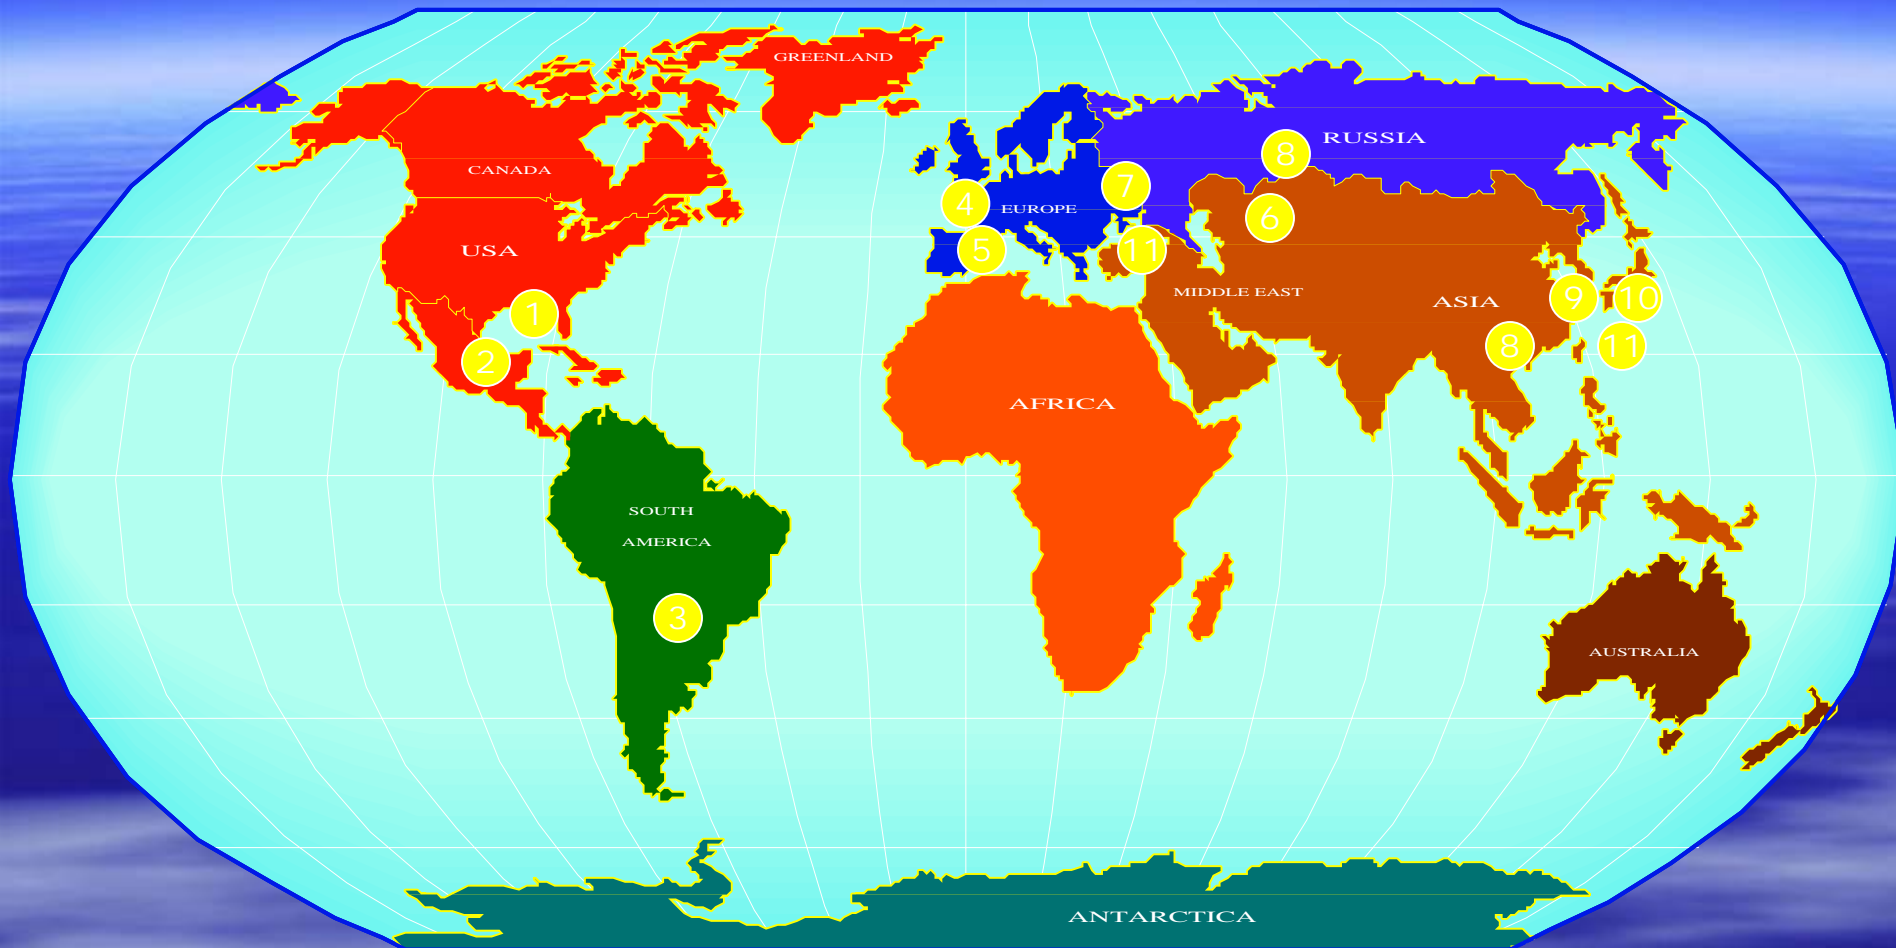 GREENLAND
RUSSIA
8
CANADA
7
4
EUROPE
6
USA
5
11
MIDDLE EAST
ASIA
9
10
1
8
11
2
AFRICA
SOUTH
AMERICA
3
AUSTRALIA
ANTARCTICA